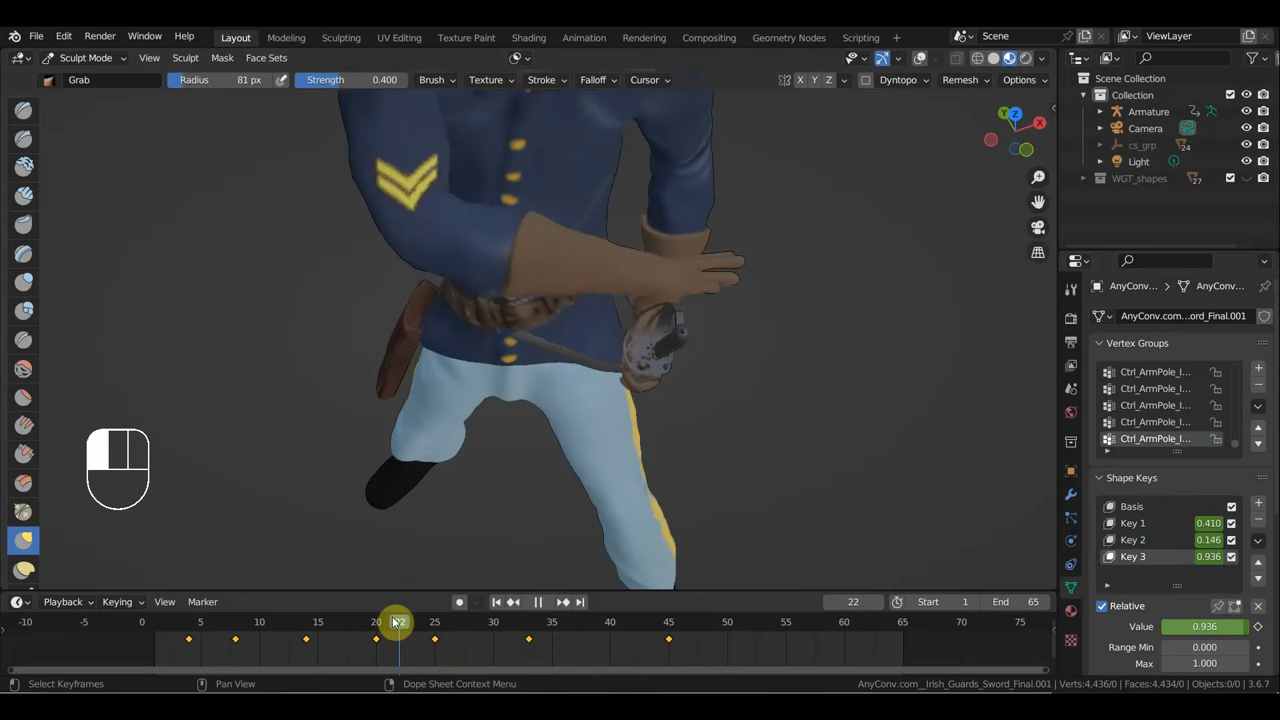 File Edit Render Window Help Layout Modeling Sculpting UV Editing Texture Paint Shading Animation Rendering Compositing Geometry Nodes Scripting Scene ViewLayer
Sculpt Mode View Sculpt Mask Face Sets
Grab Radius 81 px Strength 0.400 Brush Texture Stroke Falloff Cursor X Y Z Dyntopo Remesh Options
Scene Collection
Collection
Armature
Camera
cs_grp 24
Light
WGT_shapes 27
Z
Y
X
AnyConv... AnyConv...
AnyConv.com...ord_Final.001
Vertex Groups
Ctrl_ArmPole_I...
Ctrl_ArmPole_I...
Ctrl_ArmPole_I...
Ctrl_ArmPole_I...
Ctrl_ArmPole_I...
Shape Keys
Basis
Key 1 0.410
Key 2 0.146
Key 3 0.936
Relative
Value 0.936
Range Min 0.000
Max 1.000
Playback Keying View Marker 22 Start 1 End 65
-10 -5 0 5 10 15 20 22 25 30 35 40 45 50 55 60 65 70 75
Select Keyframes Pan View Dope Sheet Context Menu AnyConv.com__Irish_Guards_Sword_Final.001 | Verts:4,436/0 | Faces:4,434/0 | Objects:0/0 | 3.6.7